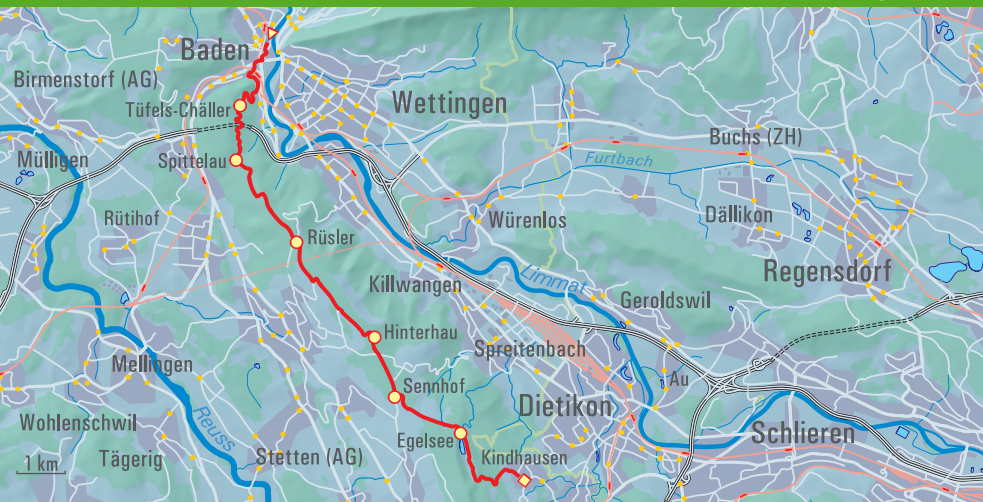 Baden
Birmenstorf (AG)
Wettingen
Tüfels-Chäller
Buchs (ZH)
Mülligen
Spittelau
Furtbach
Rütihof
Würenlos
Dällikon
Rüsler
Regensdorf
Killwangen
Limmat
Geroldswil
Hinterhau
Spreitenbach
Mellingen
Au
Sennhof
Dietikon
Reuss
Wohlenschwil
Schlieren
Egelsee
Tägerig
Stetten (AG)
Kindhausen
1 km